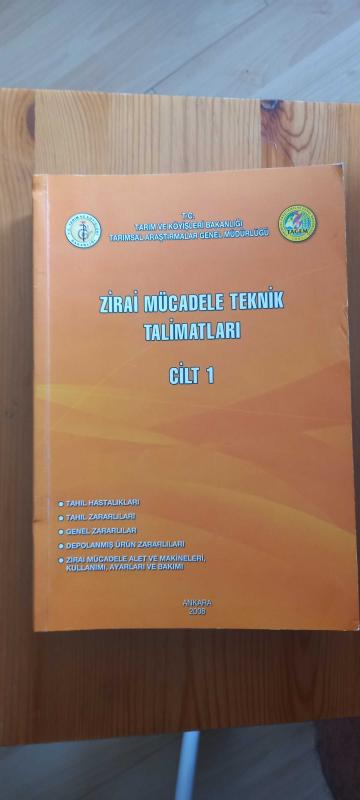 T.C.
TARIM VE KÖYİŞLERİ BAKANLIĞI
TARIMSAL ARAŞTIRMALAR GENEL MÜDÜRLÜĞÜ
TAGEM
ZİRAİ MÜCADELE TEKNİK
TALİMATLARI
CİLT 1
TAHIL HASTALIKLARI
TAHIL ZARARLILARI
GENEL ZARARLILAR
DEPOLANMIŞ ÜRÜN ZARARLILARI
ZİRAİ MÜCADELE ALET VE MAKİNELERİ,
KULLANIMI, AYARLARI VE BAKIMI
ANKARA
2008